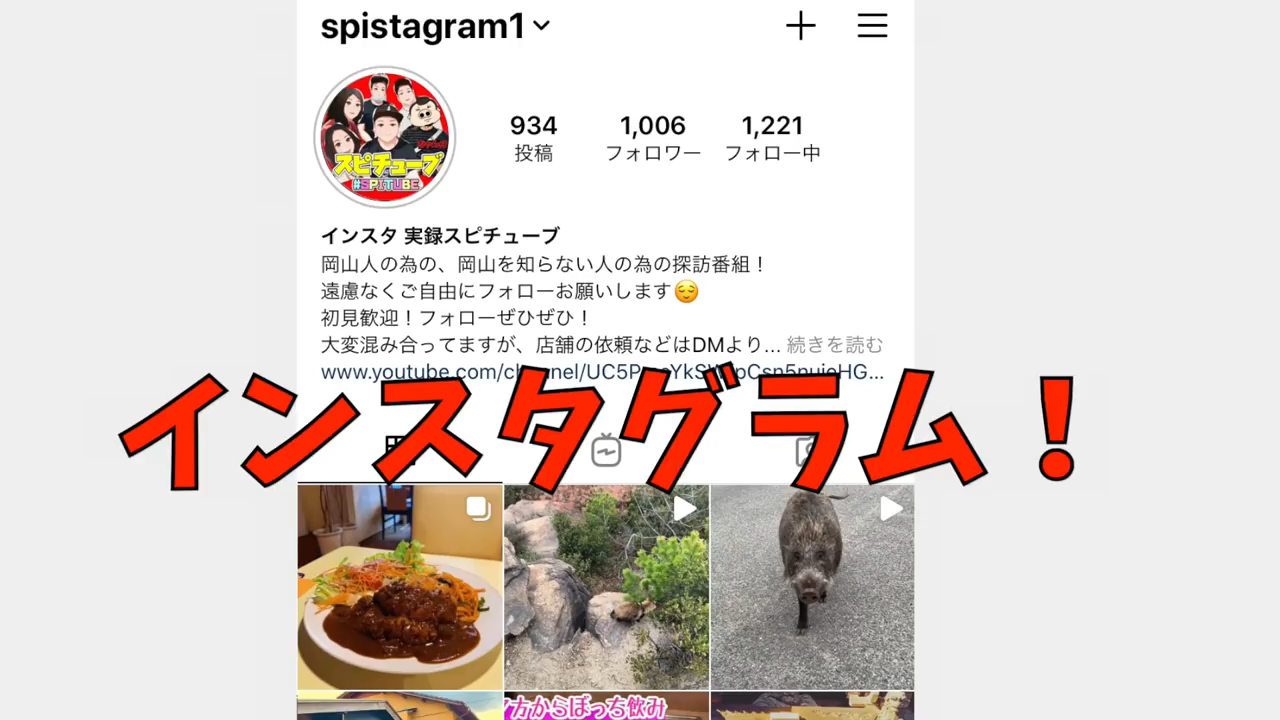 spistagram1
スピチューブ
#SPITUBE
934
投稿
1,006
フォロワー
1,221
フォロー中
インスタ 実録スピチューブ
岡山人の為の、岡山を知らない人の為の探訪番組！
遠慮なくご自由にフォローお願いします😌
初見歓迎！フォローぜひぜひ！
大変混み合ってますが、店舗の依頼などはDMより... 続きを読む
www.youtube.com/
インスタグラム！
方からぼっち飲み